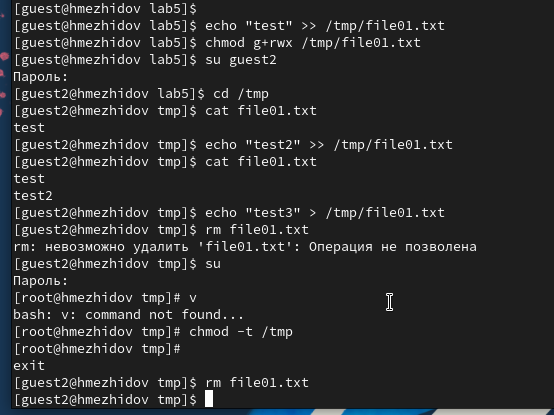 [guest@hmezhidov lab5]$
[guest@hmezhidov lab5]$ echo "test" >> /tmp/file01.txt
[guest@hmezhidov lab5]$ chmod g+rwx /tmp/file01.txt
[guest@hmezhidov lab5]$ su guest2
Пароль:
[guest2@hmezhidov lab5]$ cd /tmp
[guest2@hmezhidov tmp]$ cat file01.txt
test
[guest2@hmezhidov tmp]$ echo "test2" >> /tmp/file01.txt
[guest2@hmezhidov tmp]$ cat file01.txt
test
test2
[guest2@hmezhidov tmp]$ echo "test3" > /tmp/file01.txt
[guest2@hmezhidov tmp]$ rm file01.txt
rm: невозможно удалить 'file01.txt': Операция не позволена
[guest2@hmezhidov tmp]$ su
Пароль:
[root@hmezhidov tmp]# v
bash: v: command not found...
[root@hmezhidov tmp]# chmod -t /tmp
[root@hmezhidov tmp]#
exit
[guest2@hmezhidov tmp]$ rm file01.txt
[guest2@hmezhidov tmp]$